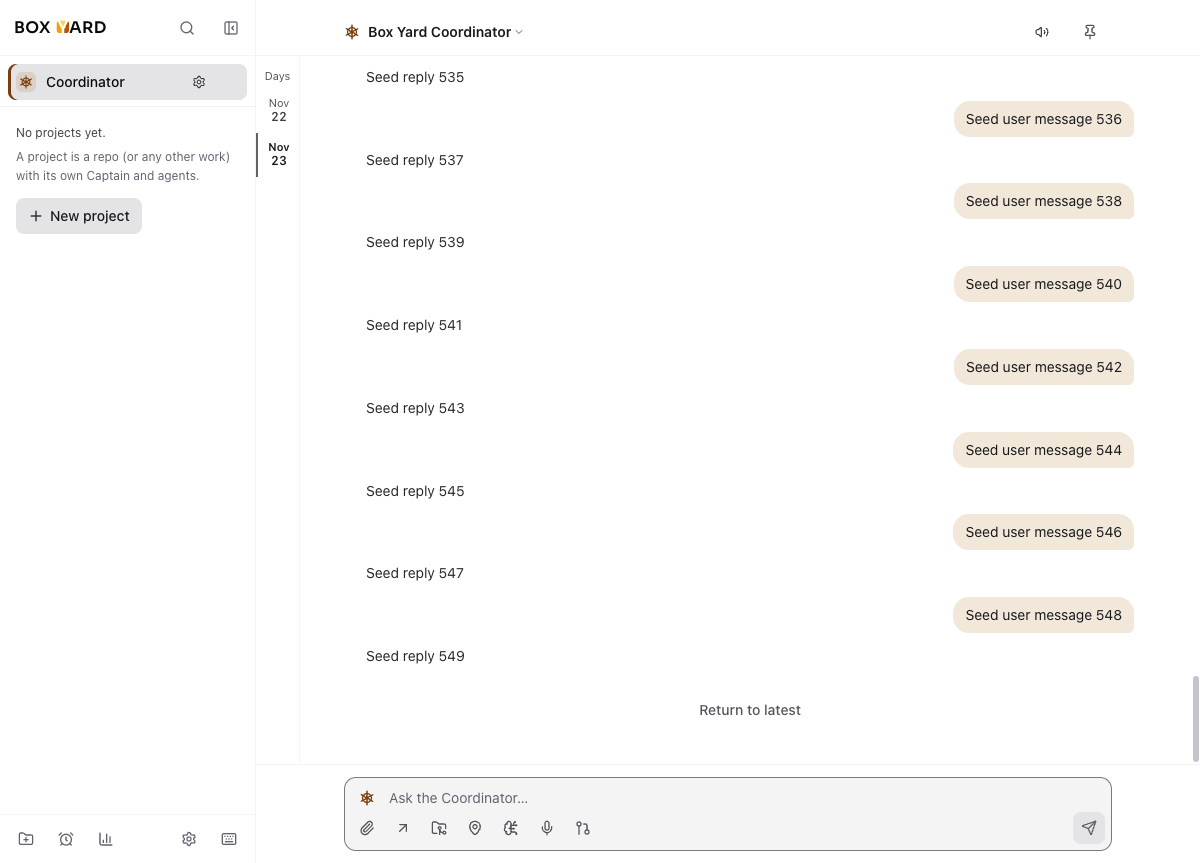 BOX YARD
Coordinator
No projects yet.
A project is a repo (or any other work)
with its own Captain and agents.
New project
Box Yard Coordinator
Days
Nov
22
Nov
23
Seed reply 535
Seed user message 536
Seed reply 537
Seed user message 538
Seed reply 539
Seed user message 540
Seed reply 541
Seed user message 542
Seed reply 543
Seed user message 544
Seed reply 545
Seed user message 546
Seed reply 547
Seed user message 548
Seed reply 549
Return to latest
Ask the Coordinator...